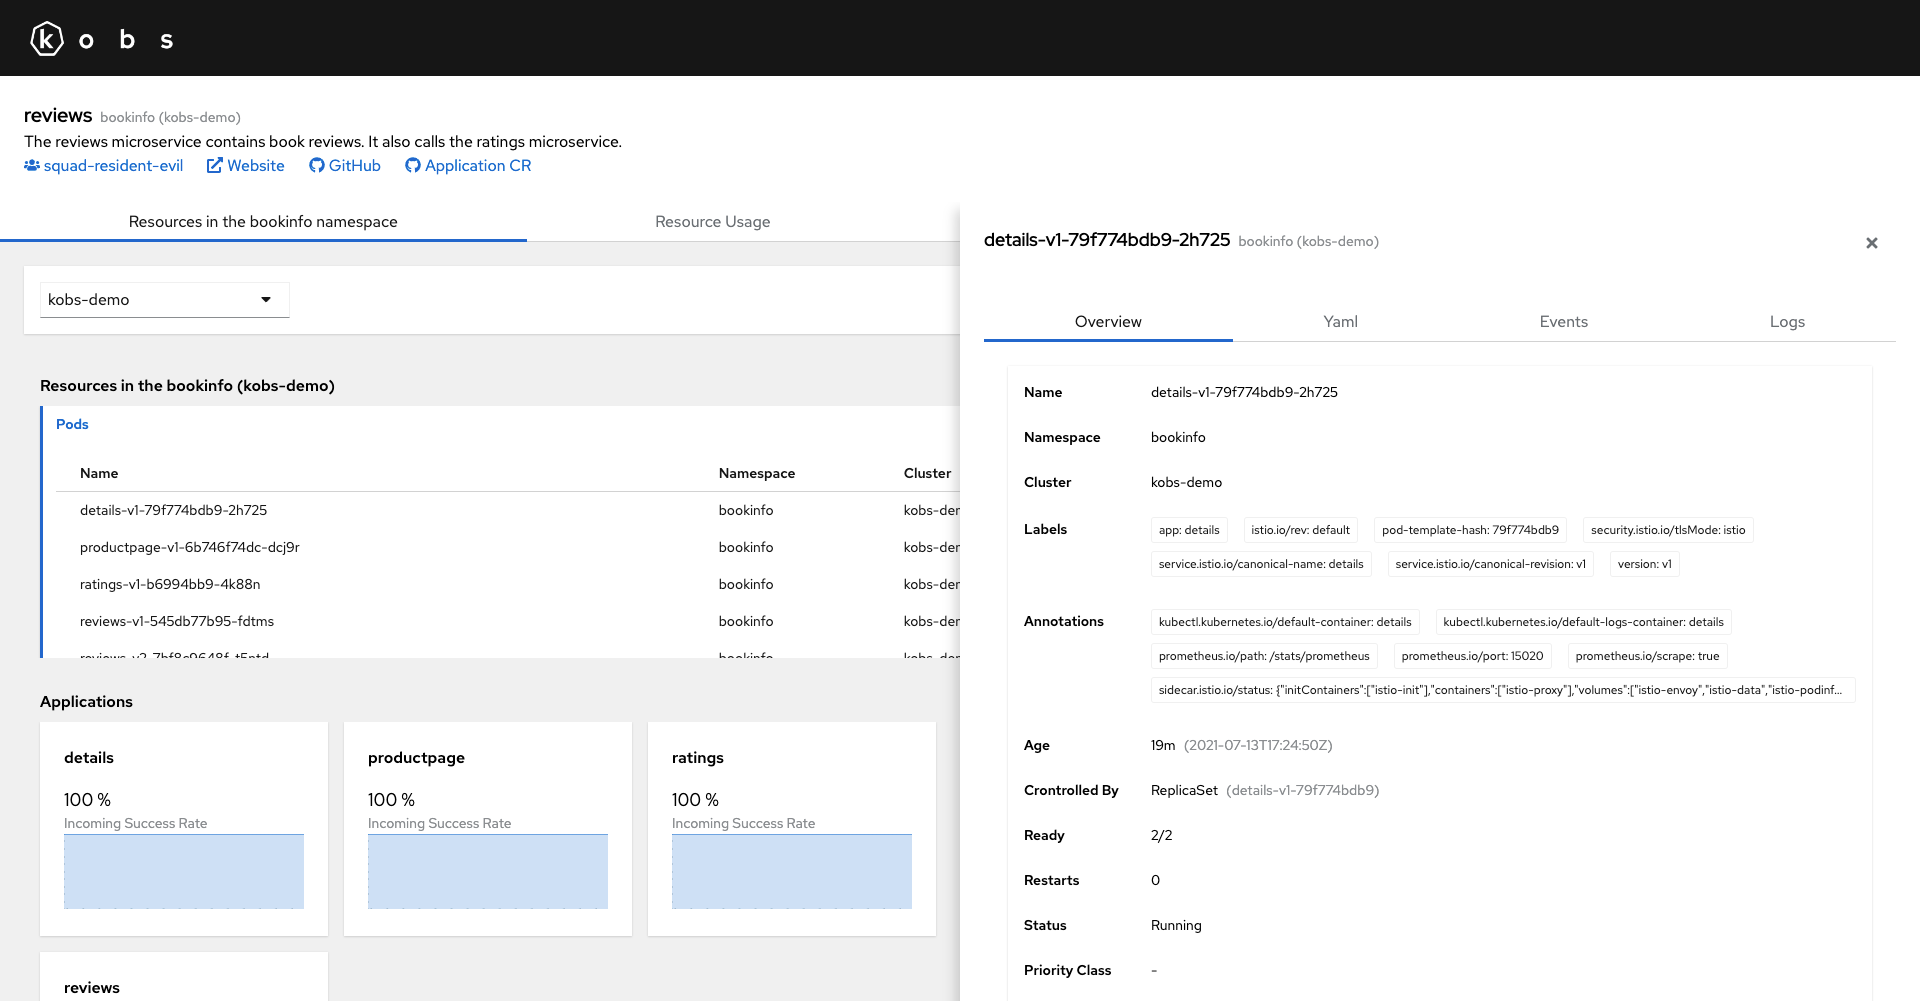 kobs
reviews bookinfo (kobs-demo)
The reviews microservice contains book reviews. It also calls the ratings microservice.
squad-resident-evil Website GitHub Application CR
Resources in the bookinfo namespace Resource Usage
kobs-demo
Resources in the bookinfo (kobs-demo)
Pods
Name Namespace Cluster
details-v1-79f774bdb9-2h725 bookinfo kobs-der
productpage-v1-6b746f74dc-dcj9r bookinfo kobs-der
ratings-v1-b6994bb9-4k88n bookinfo kobs-der
reviews-v1-545db77b95-fdtms bookinfo kobs-der
bookinfo
Applications
details productpage ratings
100 % 100 % 100 %
Incoming Success Rate Incoming Success Rate Incoming Success Rate
reviews
details-v1-79f774bdb9-2h725 bookinfo (kobs-demo)
Overview Yaml Events Logs
Name details-v1-79f774bdb9-2h725
Namespace bookinfo
Cluster kobs-demo
Labels app: details istio.io/rev: default pod-template-hash: 79f774bdb9 security.istio.io/tlsMode: istio
service.istio.io/canonical-name: details service.istio.io/canonical-revision: v1 version: v1
Annotations kubectl.kubernetes.io/default-container: details kubectl.kubernetes.io/default-logs-container: details
prometheus.io/path: /stats/prometheus prometheus.io/port: 15020 prometheus.io/scrape: true
sidecar.istio.io/status: {"initContainers":["istio-init"],"containers":["istio-proxy"],"volumes":["istio-envoy","istio-data","istio-podinf...
Age 19m (2021-07-13T17:24:50Z)
Crontrolled By ReplicaSet (details-v1-79f774bdb9)
Ready 2/2
Restarts 0
Status Running
Priority Class -